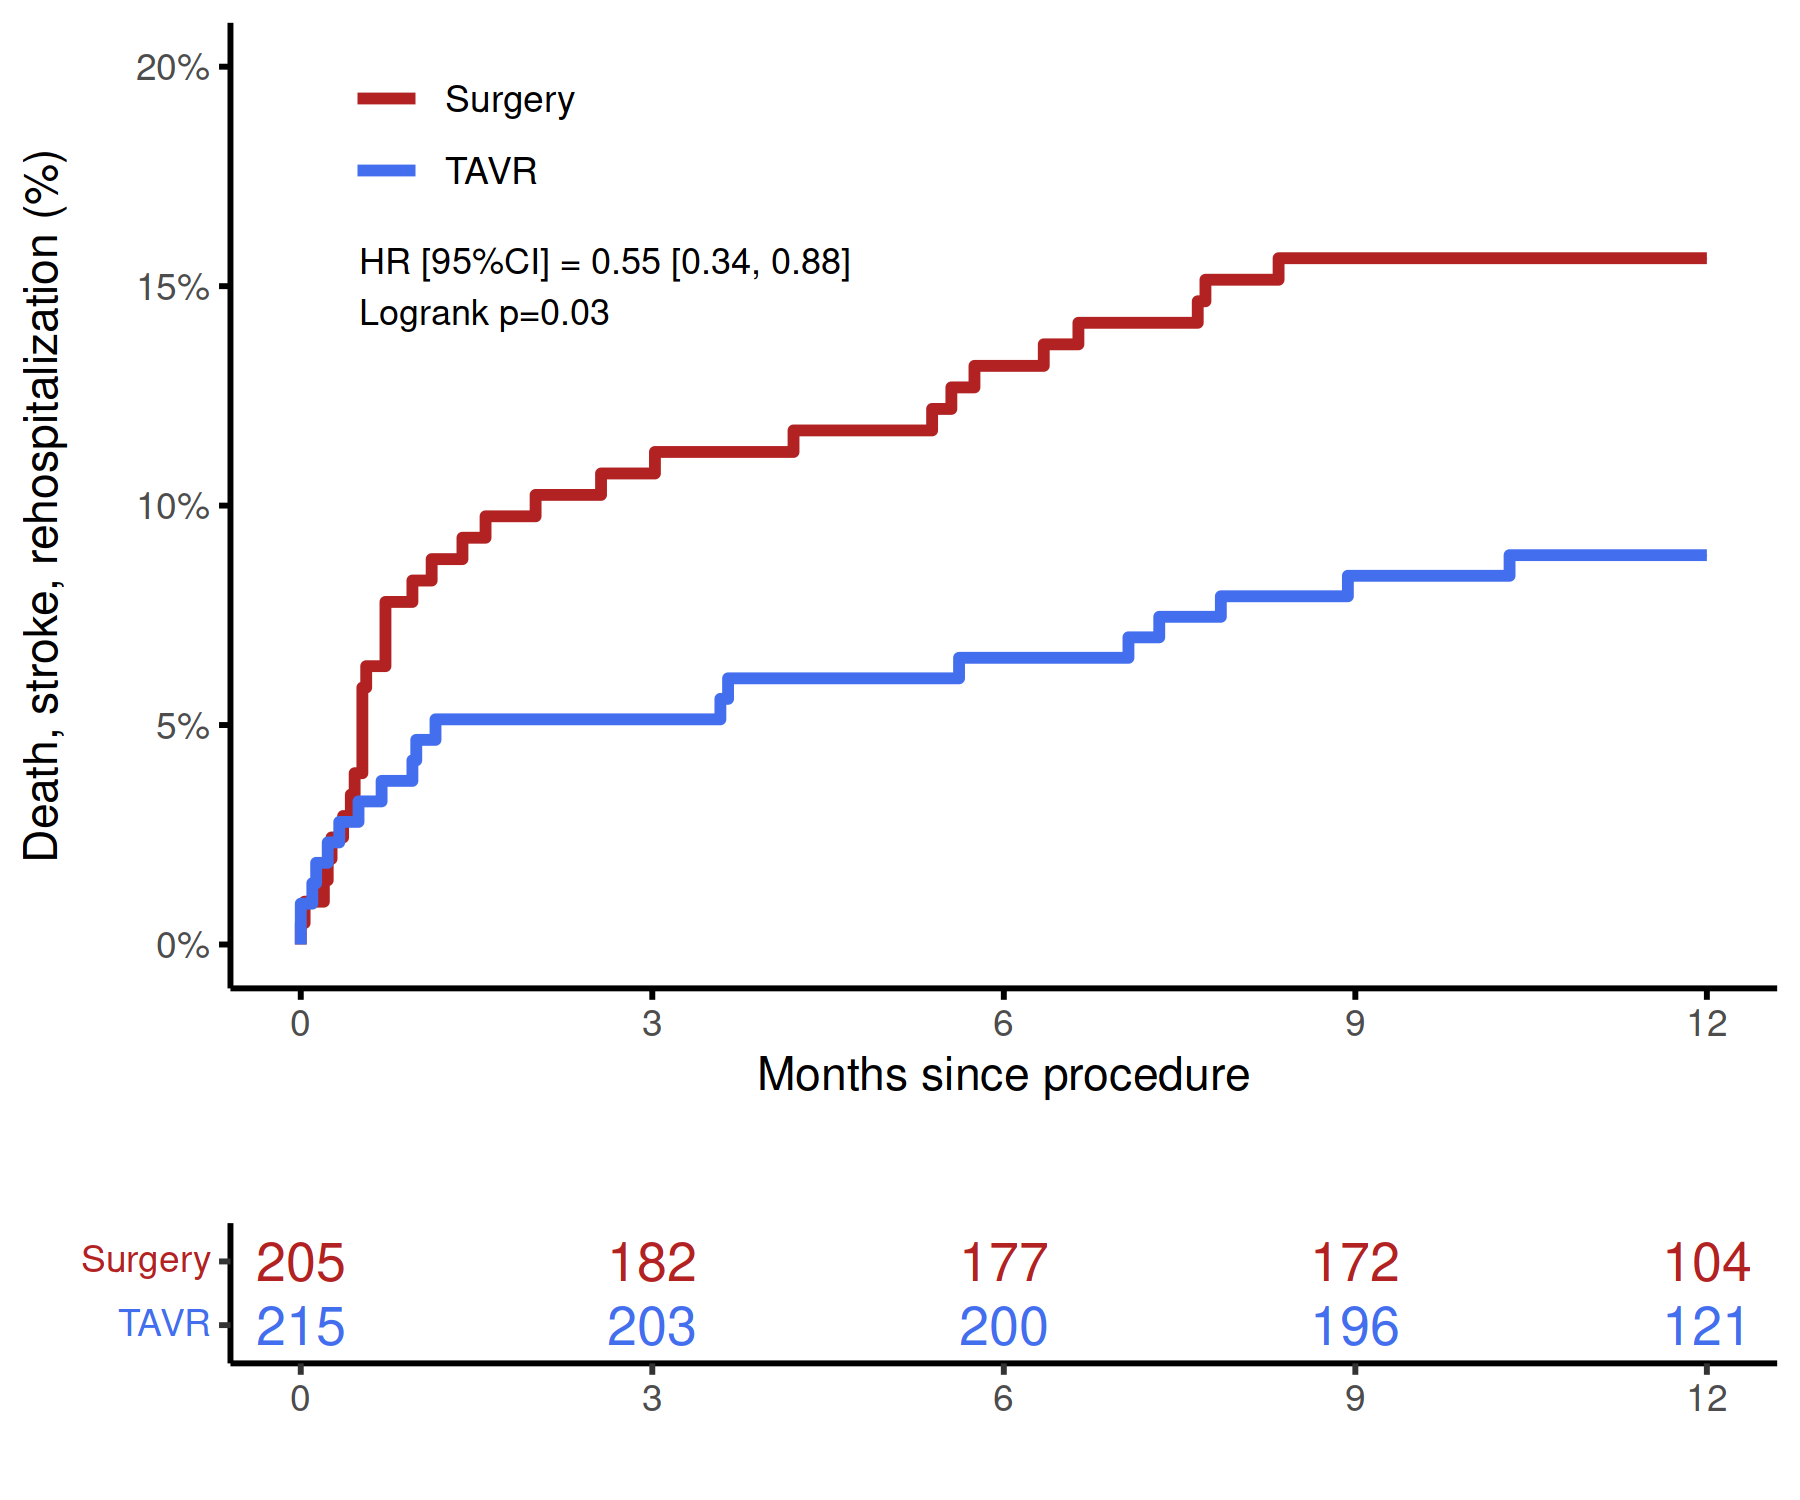 20%
Surgery
TAVR
HR [95%CI] = 0.55 [0.34, 0.88]
15%
Logrank p=0.03
10%
5%
0%
Death, stroke, rehospitalization (%)
0 3 6 9 12
Months since procedure
Surgery 205 182 177 172 104
TAVR 215 203 200 196 121
0 3 6 9 12